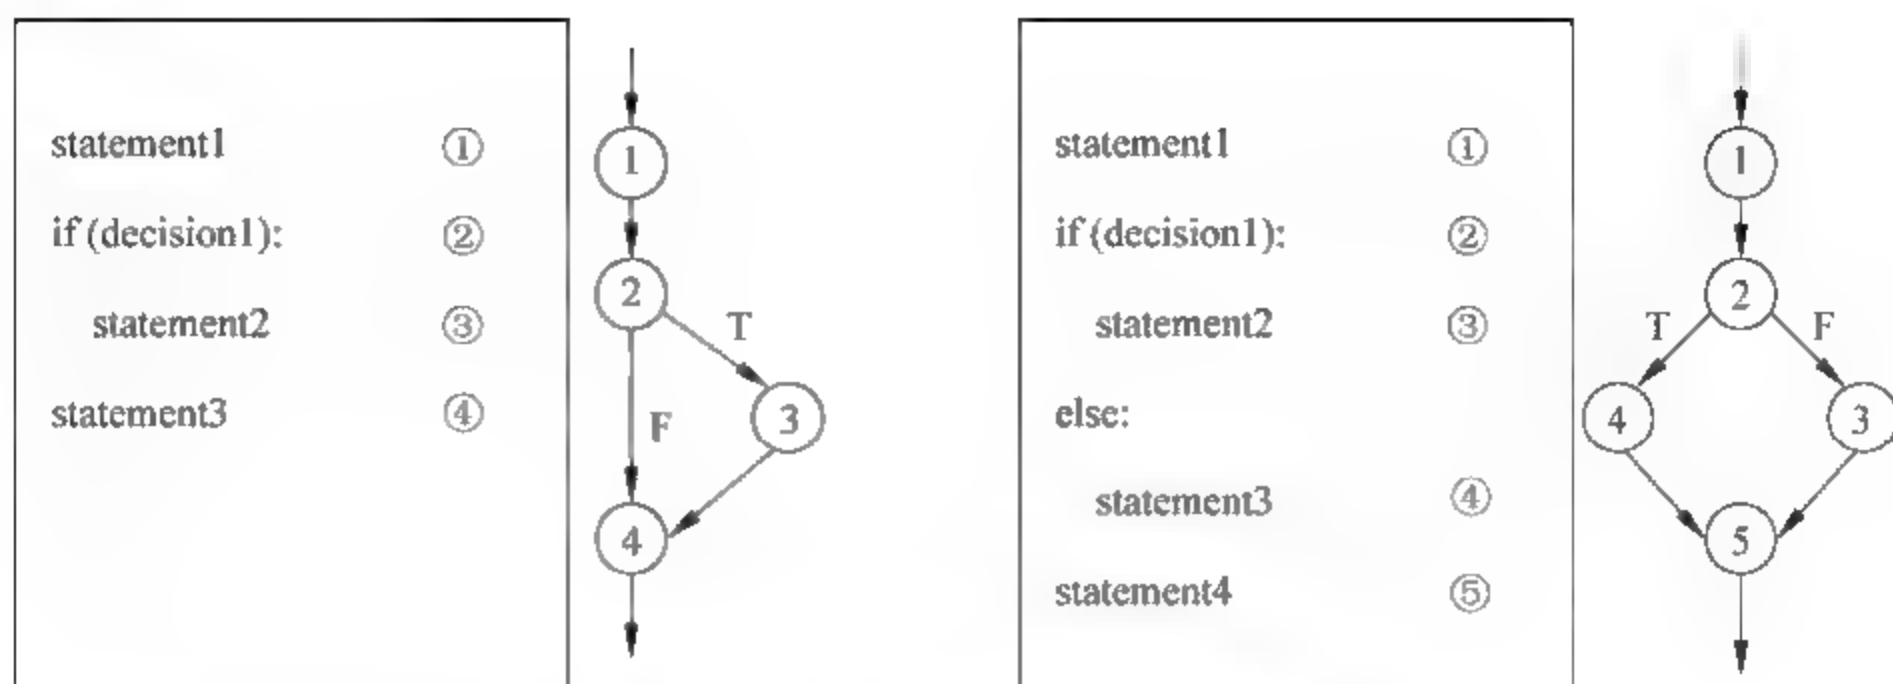 statement1 ①
if (decision1): ②
statement2 ③
statement3 ④
1
2
T
F
3
4
statement1 ①
if (decision1): ②
statement2 ③
else:
statement3 ④
statement4 ⑤
1
2
T F
4 3
5